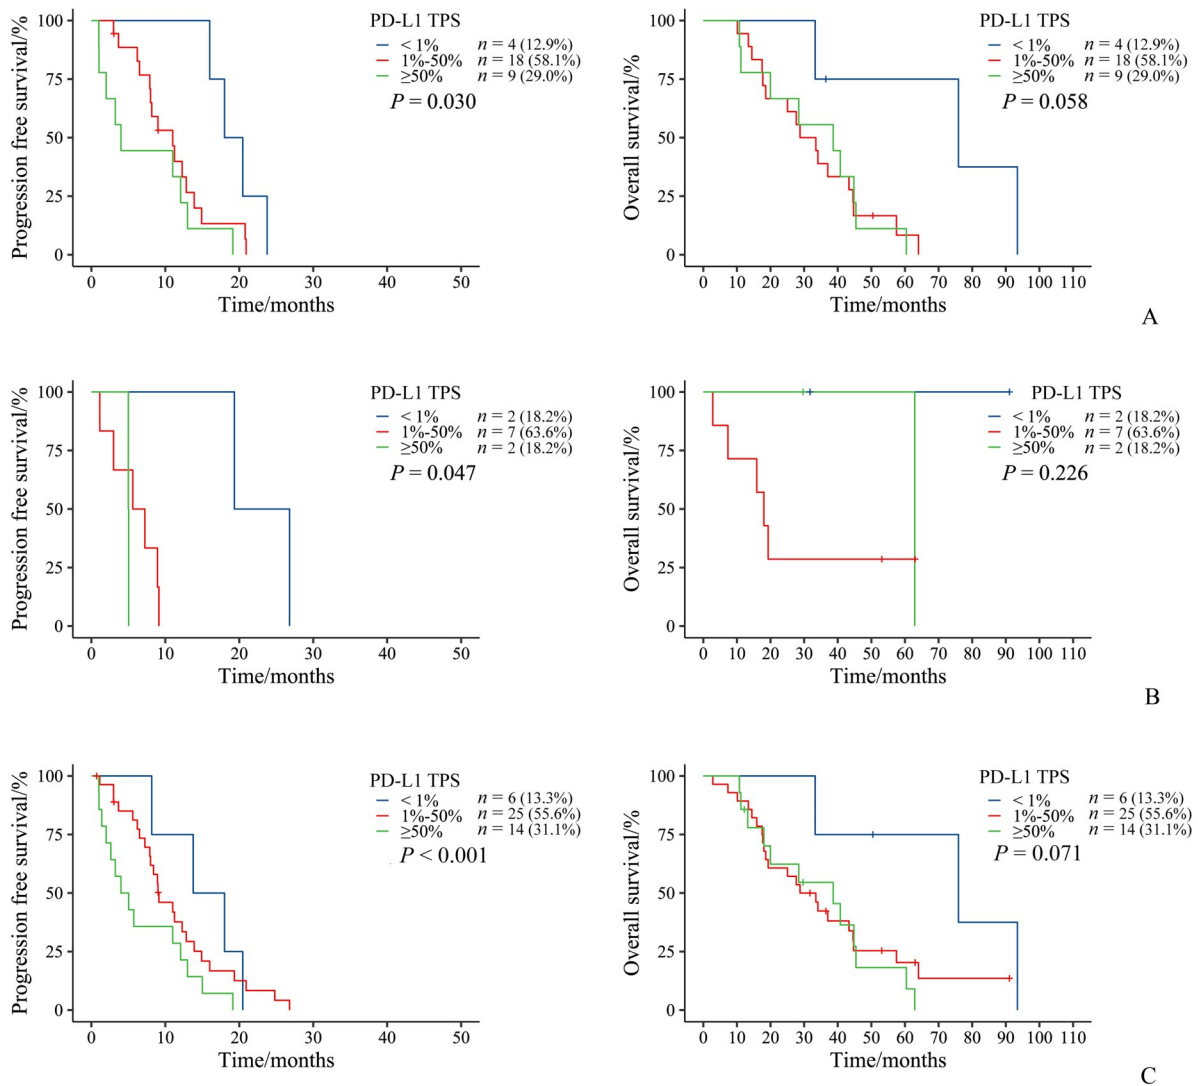 Progression free survival/%
100
75
50
25
0
0 10 20 30 40 50
Time/months
PD-L1 TPS
< 1% n = 4 (12.9%)
1%-50% n = 18 (58.1%)
≥50% n = 9 (29.0%)
P = 0.030
Overall survival/%
100
75
50
25
0
0 10 20 30 40 50 60 70 80 90 100 110
Time/months
PD-L1 TPS
< 1% n = 4 (12.9%)
1%-50% n = 18 (58.1%)
≥50% n = 9 (29.0%)
P = 0.058
A
Progression free survival/%
100
75
50
25
0
0 10 20 30 40 50
Time/months
PD-L1 TPS
< 1% n = 2 (18.2%)
1%-50% n = 7 (63.6%)
≥50% n = 2 (18.2%)
P = 0.047
Overall survival/%
100
75
50
25
0
0 10 20 30 40 50 60 70 80 90 100 110
Time/months
PD-L1 TPS
< 1% n = 2 (18.2%)
1%-50% n = 7 (63.6%)
≥50% n = 2 (18.2%)
P = 0.226
B
Progression free survival/%
100
75
50
25
0
0 10 20 30 40 50
Time/months
PD-L1 TPS
< 1% n = 6 (13.3%)
1%-50% n = 25 (55.6%)
≥50% n = 14 (31.1%)
P < 0.001
Overall survival/%
100
75
50
25
0
0 10 20 30 40 50 60 70 80 90 100 110
Time/months
PD-L1 TPS
< 1% n = 6 (13.3%)
1%-50% n = 25 (55.6%)
≥50% n = 14 (31.1%)
P = 0.071
C